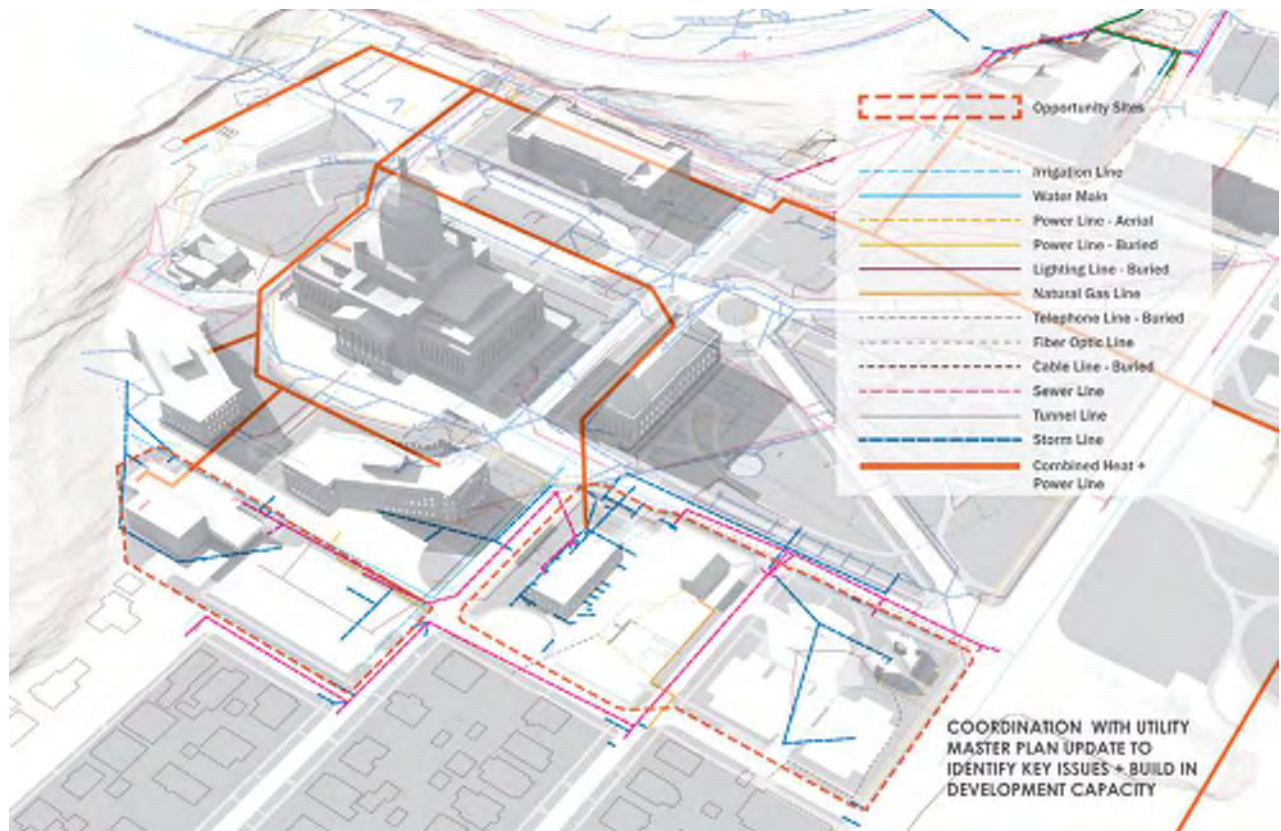 Opportunity Sites
Irrigation Line
Water Main
Power Line - Aerial
Power Line - Buried
Lighting Line - Buried
Natural Gas Line
Telephone Line - Buried
Fiber Optic Line
Cable Line - Buried
Sewer Line
Tunnel Line
Storm Line
Combined Heat +
Power Line
COORDINATION WITH UTILITY
MASTER PLAN UPDATE TO
IDENTIFY KEY ISSUES + BUILD IN
DEVELOPMENT CAPACITY